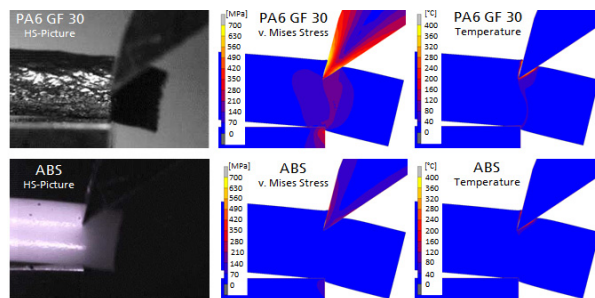 PA6 GF 30
HS-Picture
[MPa]
700
630
560
490
420
350
280
210
140
70
0
PA6 GF 30
v. Mises Stress
[°C]
400
360
320
280
240
200
160
120
80
40
0
PA6 GF 30
Temperature
ABS
HS-Picture
[MPa]
700
630
560
490
420
350
280
210
140
70
0
ABS
v. Mises Stress
[°C]
400
360
320
280
240
200
160
120
80
40
0
ABS
Temperature